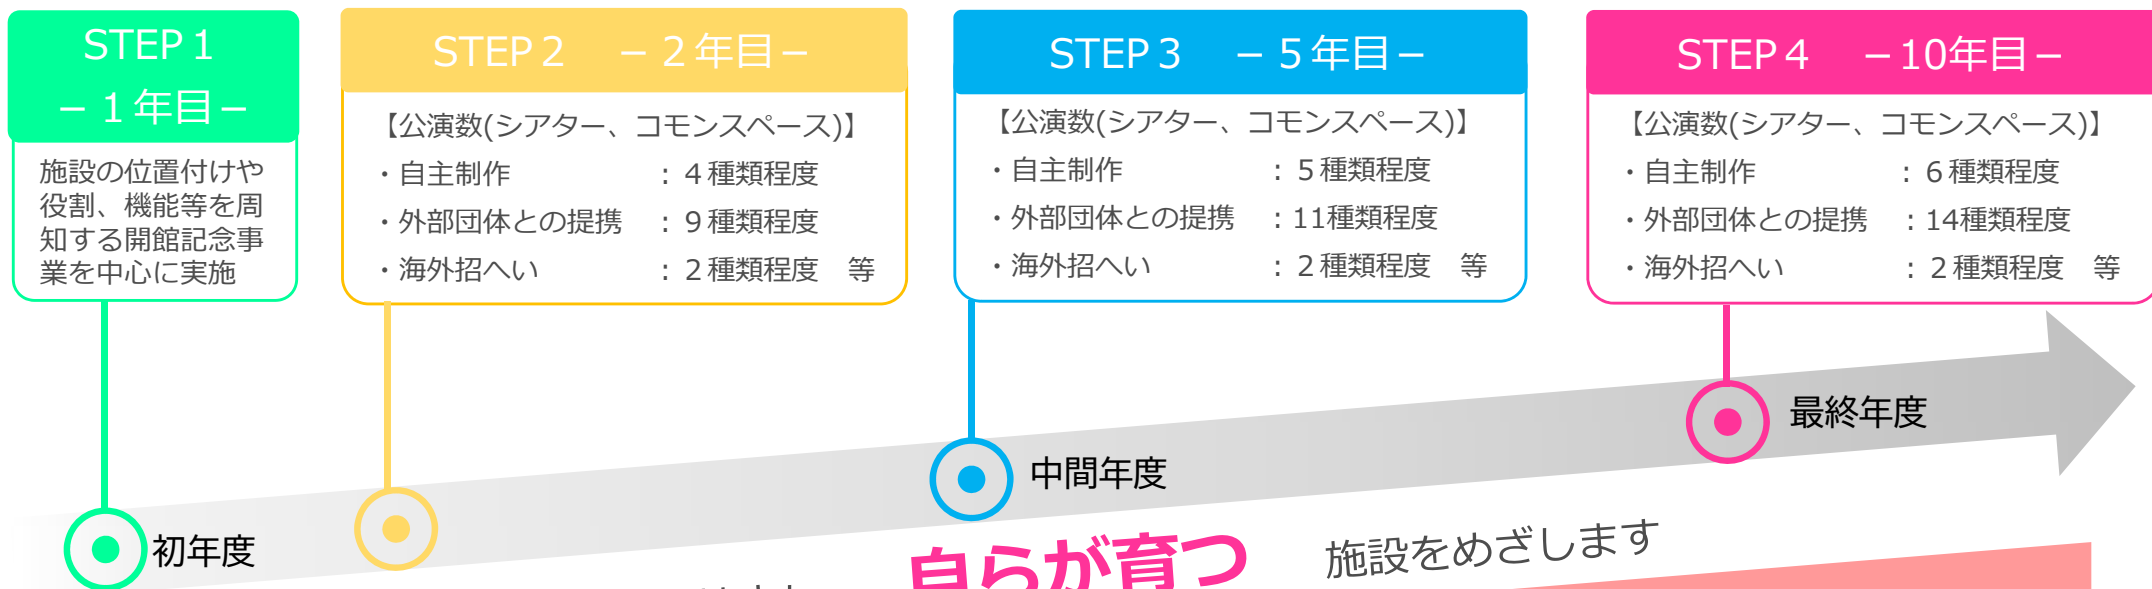 STEP１
－１年目－
施設の位置付けや
役割、機能等を周
知する開館記念事
業を中心に実施
STEP２　－２年目－
【公演数(シアター、コモンスペース)】
・自主制作　　　　　：４種類程度
・外部団体との提携　：９種類程度
・海外招へい　　　　：２種類程度　等
STEP３　－５年目－
【公演数(シアター、コモンスペース)】
・自主制作　　　　　：５種類程度
・外部団体との提携　：11種類程度
・海外招へい　　　　：２種類程度　等
STEP４　－10年目－
【公演数(シアター、コモンスペース)】
・自主制作　　　　　：６種類程度
・外部団体との提携　：14種類程度
・海外招へい　　　　：２種類程度　等
最終年度
中間年度
初年度
自らが育つ　施設をめざします